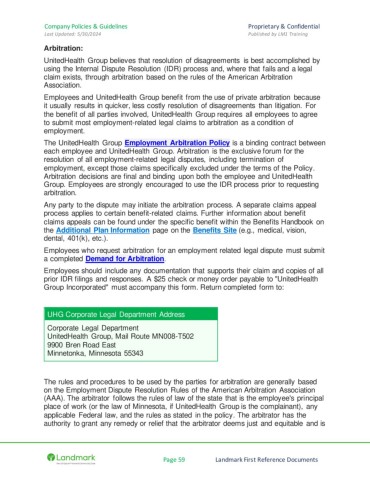 Company Policies & Guidelines
Proprietary & Confidential
Last Updated: 5/30/2024
Published by LMS Training
Arbitration:
UnitedHealth Group believes that resolution of disagreements is best accomplished by
using the Internal Dispute Resolution (IDR) process and, where that fails and a legal
claim exists, through arbitration based on the rules of the American Arbitration
Association.
Employees and UnitedHealth Group benefit from the use of private arbitration because
it usually results in quicker, less costly resolution of disagreements than litigation. For
the benefit of all parties involved, UnitedHealth Group requires all employees to agree
to submit most employment-related legal claims to arbitration as a condition of
employment.
The UnitedHealth Group Employment Arbitration Policy is a binding contract between
each employee and UnitedHealth Group. Arbitration is the exclusive forum for the
resolution of all employment-related legal disputes, including termination of
employment, except those claims specifically excluded under the terms of the Policy.
Arbitration decisions are final and binding upon both the employee and UnitedHealth
Group. Employees are strongly encouraged to use the IDR process prior to requesting
arbitration.
Any party to the dispute may initiate the arbitration process. A separate claims appeal
process applies to certain benefit-related claims. Further information about benefit
claims appeals can be found under the specific benefit within the Benefits Handbook on
the Additional Plan Information page on the Benefits Site (e.g., medical, vision,
dental, 401(k), etc.).
Employees who request arbitration for an employment related legal dispute must submit
a completed Demand for Arbitration.
Employees should include any documentation that supports their claim and copies of all
prior IDR filings and responses. A $25 check or money order payable to "UnitedHealth
Group Incorporated" must accompany this form. Return completed form to:
UHG Corporate Legal Department Address
Corporate Legal Department
UnitedHealth Group, Mail Route MN008-T502
9900 Bren Road East
Minnetonka, Minnesota 55343
The rules and procedures to be used by the parties for arbitration are generally based
on the Employment Dispute Resolution Rules of the American Arbitration Association
(AAA). The arbitrator follows the rules of law of the state that is the employee's principal
place of work (or the law of Minnesota, if UnitedHealth Group is the complainant), any
applicable Federal law, and the rules as stated in the policy. The arbitrator has the
authority to grant any remedy or relief that the arbitrator deems just and equitable and is
Landmark
Page 59
Landmark First Reference Documents